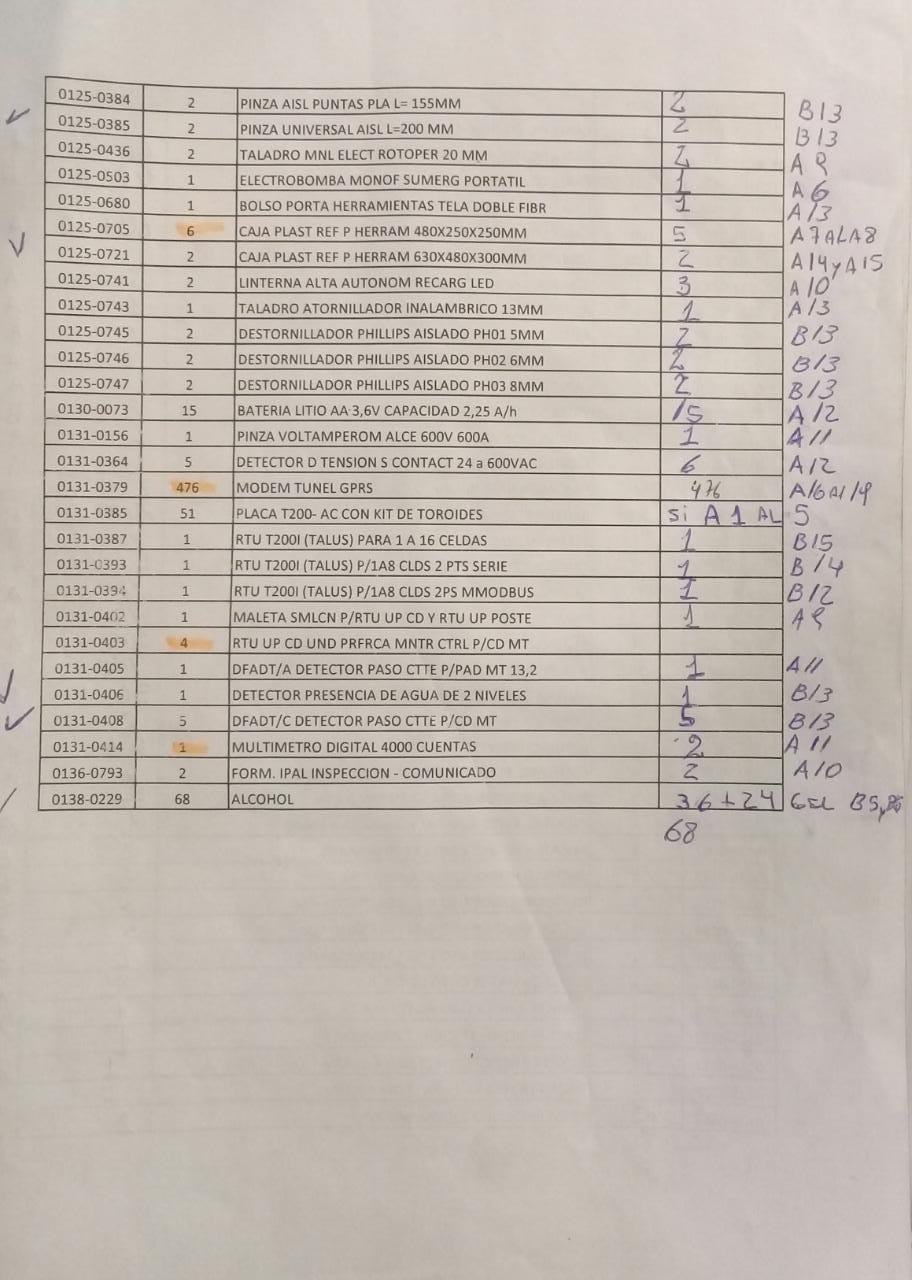 0125-0384 2 PINZA AISL PUNTAS PLA L= 155MM 2 B13
0125-0385 2 PINZA UNIVERSAL AISL L=200 MM 2 B13
0125-0436 2 TALADRO MNL ELECT ROTOPER 20 MM 2 A 9
0125-0503 1 ELECTROBOMBA MONOF SUMERG PORTATIL 1 A 6
0125-0680 1 BOLSO PORTA HERRAMIENTAS TELA DOBLE FIBR 1 A13
0125-0705 6 CAJA PLAST REF P HERRAM 480X250X250MM 5 A7 AL A8
0125-0721 2 CAJA PLAST REF P HERRAM 630X480X300MM 2 A14 y A15
0125-0741 2 LINTERNA ALTA AUTONOM RECARG LED 3 A10
0125-0743 1 TALADRO ATORNILLADOR INALAMBRICO 13MM 1 A13
0125-0745 2 DESTORNILLADOR PHILLIPS AISLADO PH01 5MM 2 B13
0125-0746 2 DESTORNILLADOR PHILLIPS AISLADO PH02 6MM 2 B13
0125-0747 2 DESTORNILLADOR PHILLIPS AISLADO PH03 8MM 2 B13
0130-0073 15 BATERIA LITIO AA 3,6V CAPACIDAD 2,25 A/h 15 A12
0131-0156 1 PINZA VOLTAMPEROM ALCE 600V 600A 1 A11
0131-0364 5 DETECTOR D TENSION S CONTACT 24 a 600VAC 6 A12
0131-0379 476 MODEM TUNEL GPRS 476 A16 Al 19
0131-0385 51 PLACA T200- AC CON KIT DE TOROIDES Si A 1 AL 5
0131-0387 1 RTU T200I (TALUS) PARA 1 A 16 CELDAS 1 B15
0131-0393 1 RTU T200I (TALUS) P/1A8 CLDS 2 PTS SERIE 1 B14
0131-0394 1 RTU T200I (TALUS) P/1A8 CLDS 2PS MMODBUS 1 B12
0131-0402 1 MALETA SMLCN P/RTU UP CD Y RTU UP POSTE 1 A9
0131-0403 4 RTU UP CD UND PRFRCA MNTR CTRL P/CD MT
0131-0405 1 DFADT/A DETECTOR PASO CTTE P/PAD MT 13,2 1 A11
0131-0406 1 DETECTOR PRESENCIA DE AGUA DE 2 NIVELES 1 B13
0131-0408 5 DFADT/C DETECTOR PASO CTTE P/CD MT 5 B13
0131-0414 1 MULTIMETRO DIGITAL 4000 CUENTAS 2 A11
0136-0793 2 FORM. IPAL INSPECCION - COMUNICADO 2 A10
0138-0229 68 ALCOHOL 36 + 24 GEL B5, B6
68